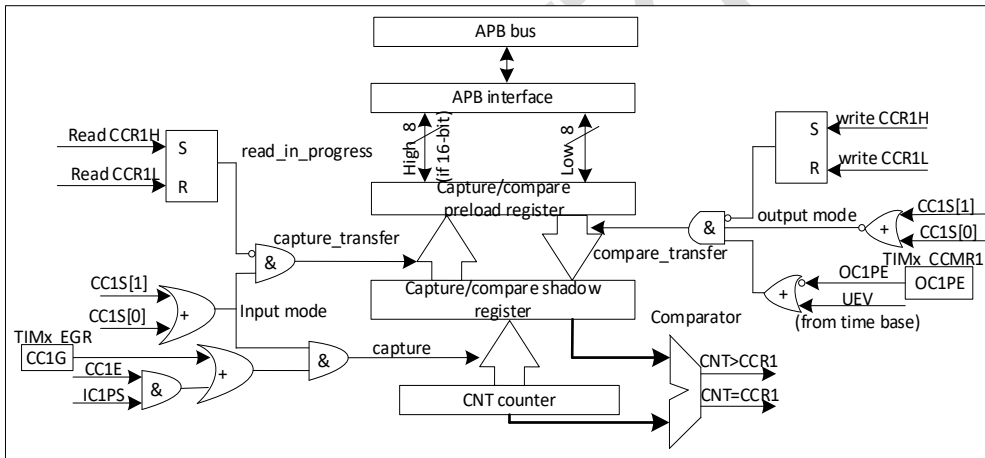 APB bus
APB interface
High 8
(if 16-bit)
Low 8
Read CCR1H
Read CCR1L
S
R
read_in_progress
S
R
write CCR1H
write CCR1L
Capture/compare
preload register
capture_transfer
&
compare_transfer
&
output mode
+
CC1S[1]
CC1S[0]
TIMx_CCMR1
OC1PE
OC1PE
+
UEV
(from time base)
CC1S[1]
CC1S[0]
+
Input mode
Capture/compare shadow
register
Comparator
TIMx_EGR
CC1G
CC1E
IC1PS
&
+
&
capture
CNT counter
CNT>CCR1
CNT=CCR1